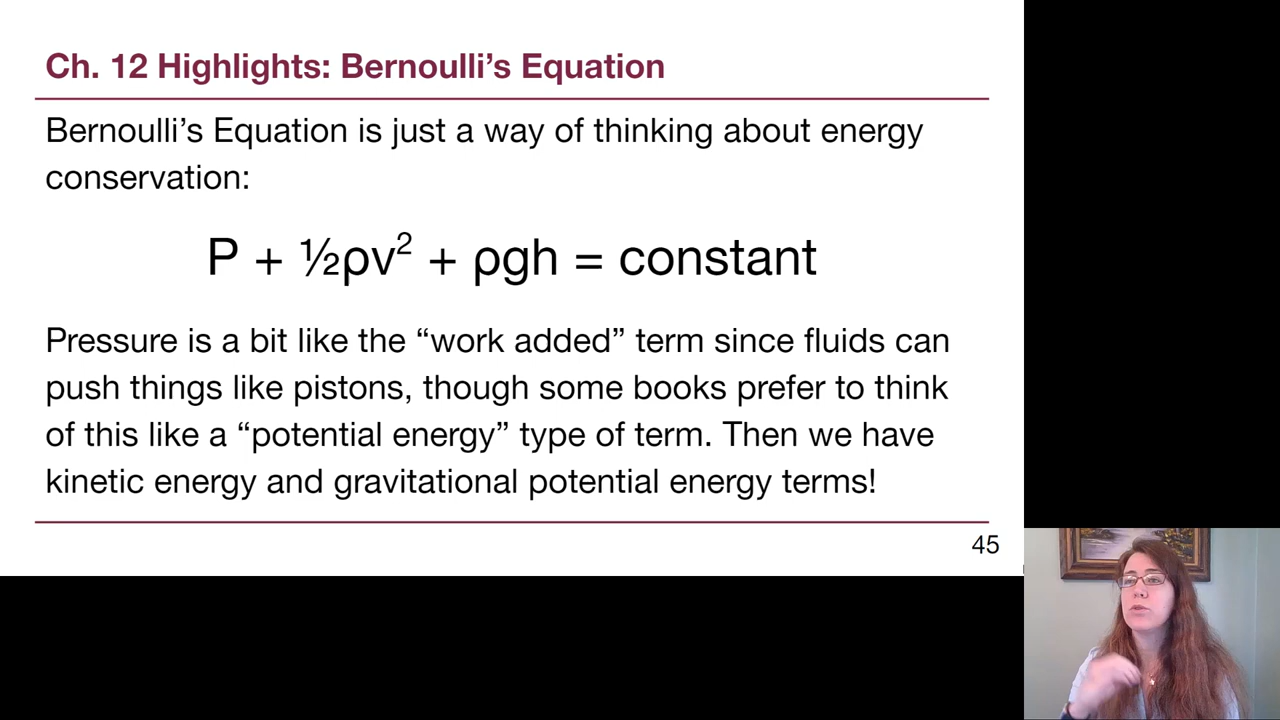 Ch. 12 Highlights: Bernoulli’s Equation
Bernoulli’s Equation is just a way of thinking about energy
conservation:
P + ½ρv² + ρgh = constant
Pressure is a bit like the “work added” term since fluids can
push things like pistons, though some books prefer to think
of this like a “potential energy” type of term. Then we have
kinetic energy and gravitational potential energy terms!
45